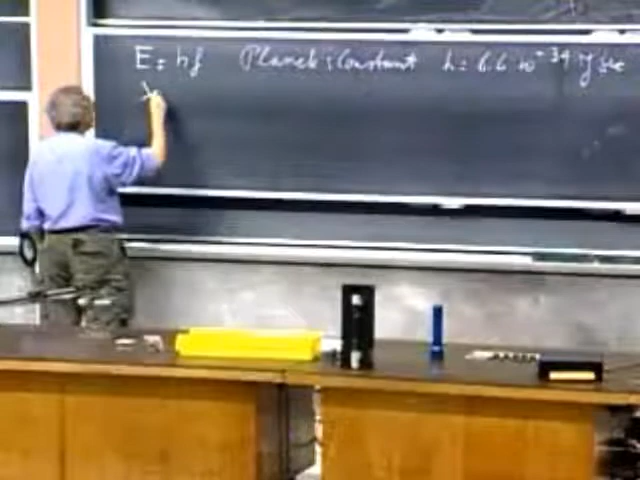 E = hf Planck's Constant h = 6.6 10^-34 J sec
λ